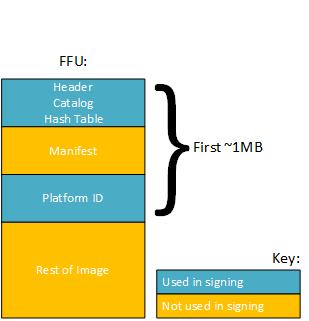 FFU:
Header
Catalog
Hash Table
Manifest
Platform ID
Rest of Image
First ~1MB
Key:
Used in signing
Not used in signing